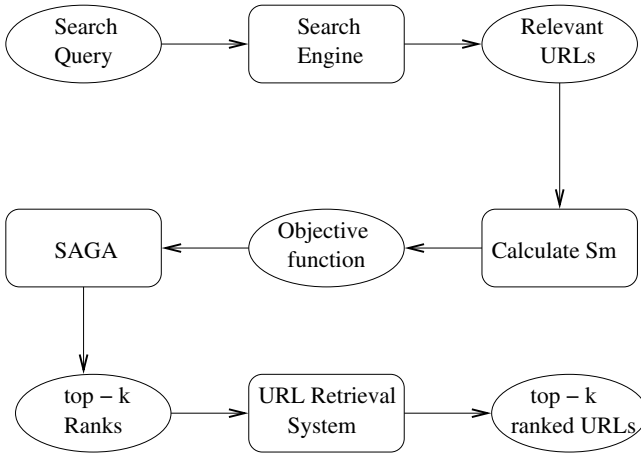 Search
Query
Search
Engine
Relevant
URLs
SAGA
Objective
function
Calculate Sm
top − k
Ranks
URL Retrieval
System
top − k
ranked URLs